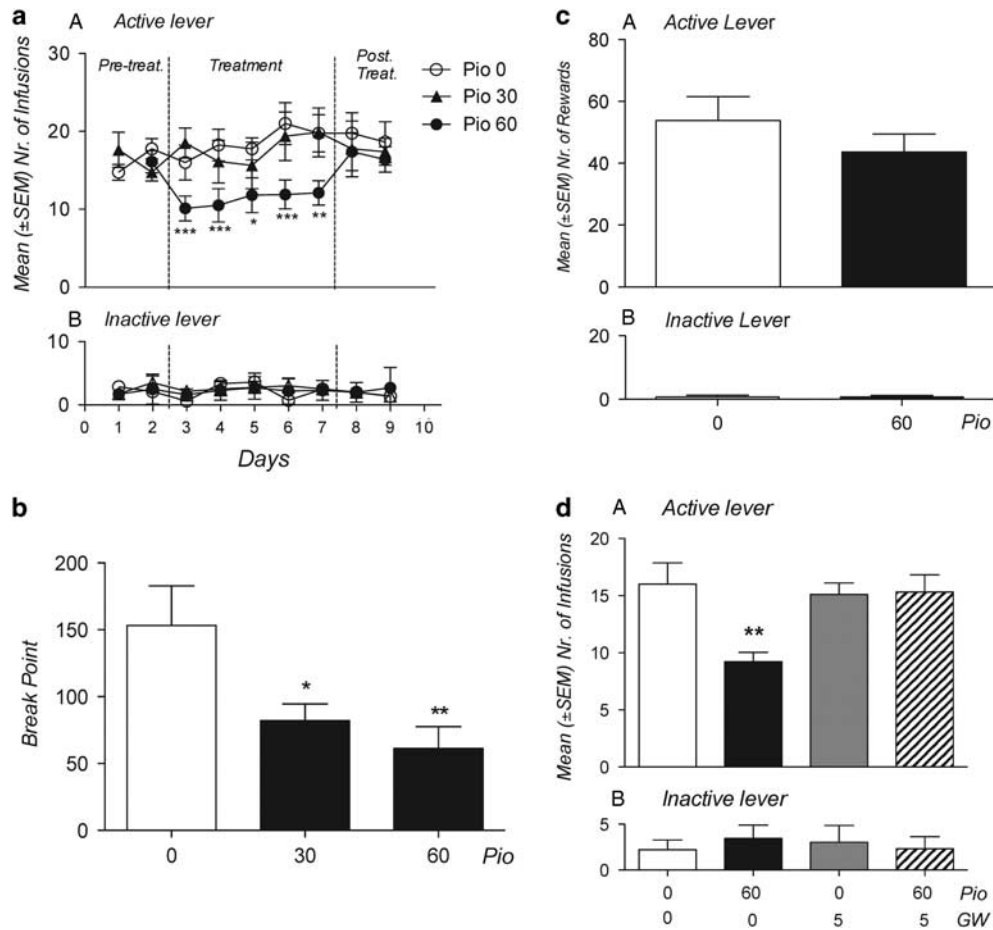 a
A Active lever
Mean (±SEM) Nr. of Infusions
30
20
10
0
Pre-treat.
Treatment
Post.
Treat.
Pio 0
Pio 30
Pio 60
*** *** * *** **
B Inactive lever
10
0
0 1 2 3 4 5 6 7 8 9 10
Days
c
A Active Lever
Mean (±SEM) Nr. of Rewards
80
60
40
20
0
B Inactive Lever
20
0
0 60 Pio
b
Break Point
200
150
100
50
0
* **
0 30 60 Pio
d
A Active lever
Mean (±SEM) Nr. of Infusions
20
15
10
5
0
**
B Inactive lever
5
0
0 60 0 60 Pio
0 0 5 5 GW